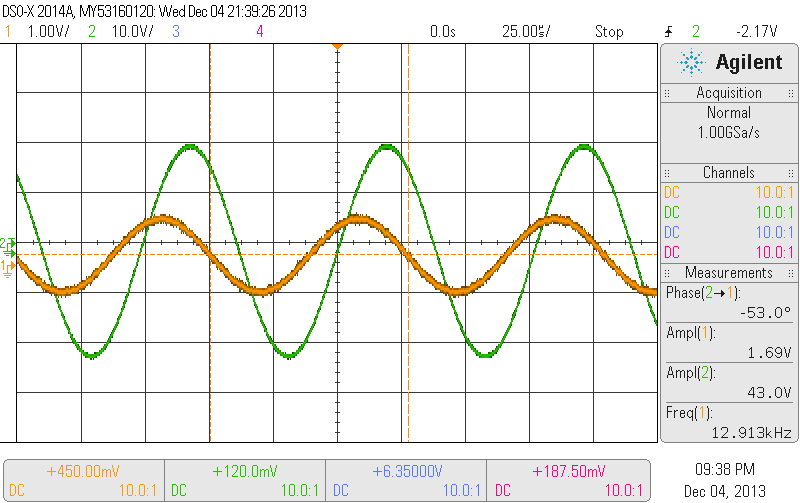 DSO-X 2014A, MY53160120: Wed Dec 04 21:39:26 2013
1 1.00V/ 2 10.0V/ 3 4 0.0s 25.00µs/ Stop 2 -2.17V
Agilent
Acquisition
Normal
1.00GSa/s
Channels
DC 10.0:1
DC 10.0:1
DC 10.0:1
DC 10.0:1
Measurements
Phase(2→1):
-53.0°
Ampl(1):
1.69V
Ampl(2):
43.0V
Freq(1):
12.913kHz
2
1
+450.00mV
DC 10.0:1
+120.0mV
DC 10.0:1
+6.35000V
DC 10.0:1
+187.50mV
DC 10.0:1
09:38 PM
Dec 04, 2013